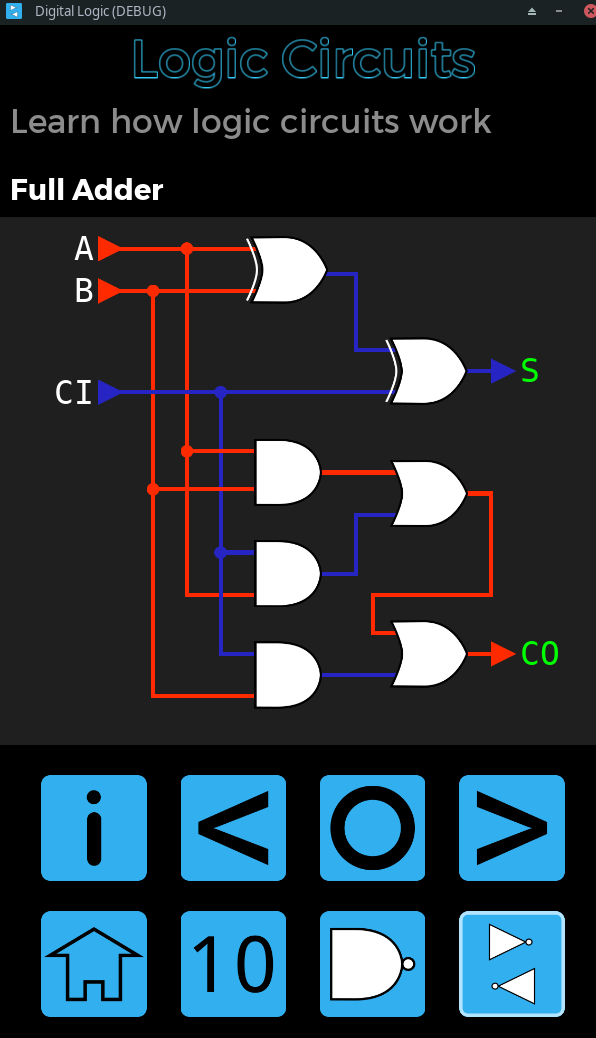 Digital Logic (DEBUG)
Logic Circuits
Learn how logic circuits work
Full Adder
A
B
S
CI
CO
i < O >
10